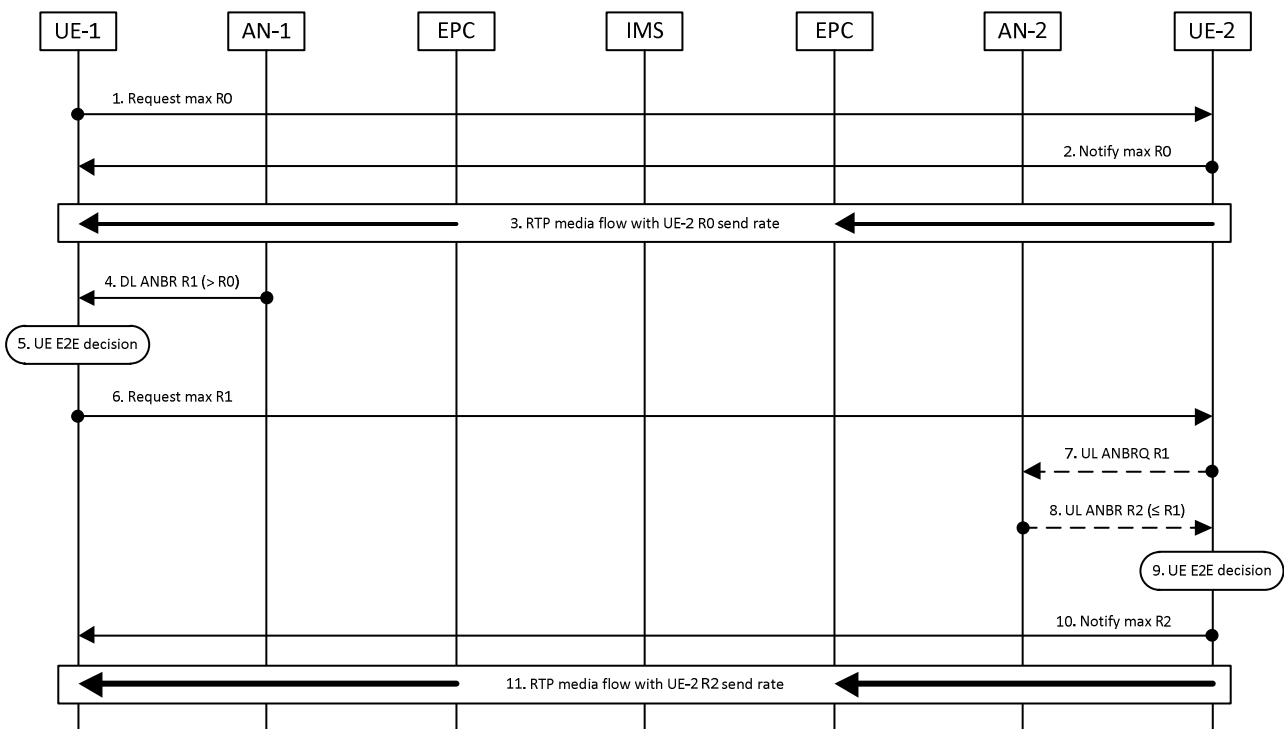 UE-1
AN-1
EPC
IMS
EPC
AN-2
UE-2
1. Request max R0
2. Notify max R0
3. RTP media flow with UE-2 R0 send rate
4. DL ANBR R1 (> R0)
5. UE E2E decision
6. Request max R1
7. UL ANBRQ R1
8. UL ANBR R2 (≤ R1)
9. UE E2E decision
10. Notify max R2
11. RTP media flow with UE-2 R2 send rate